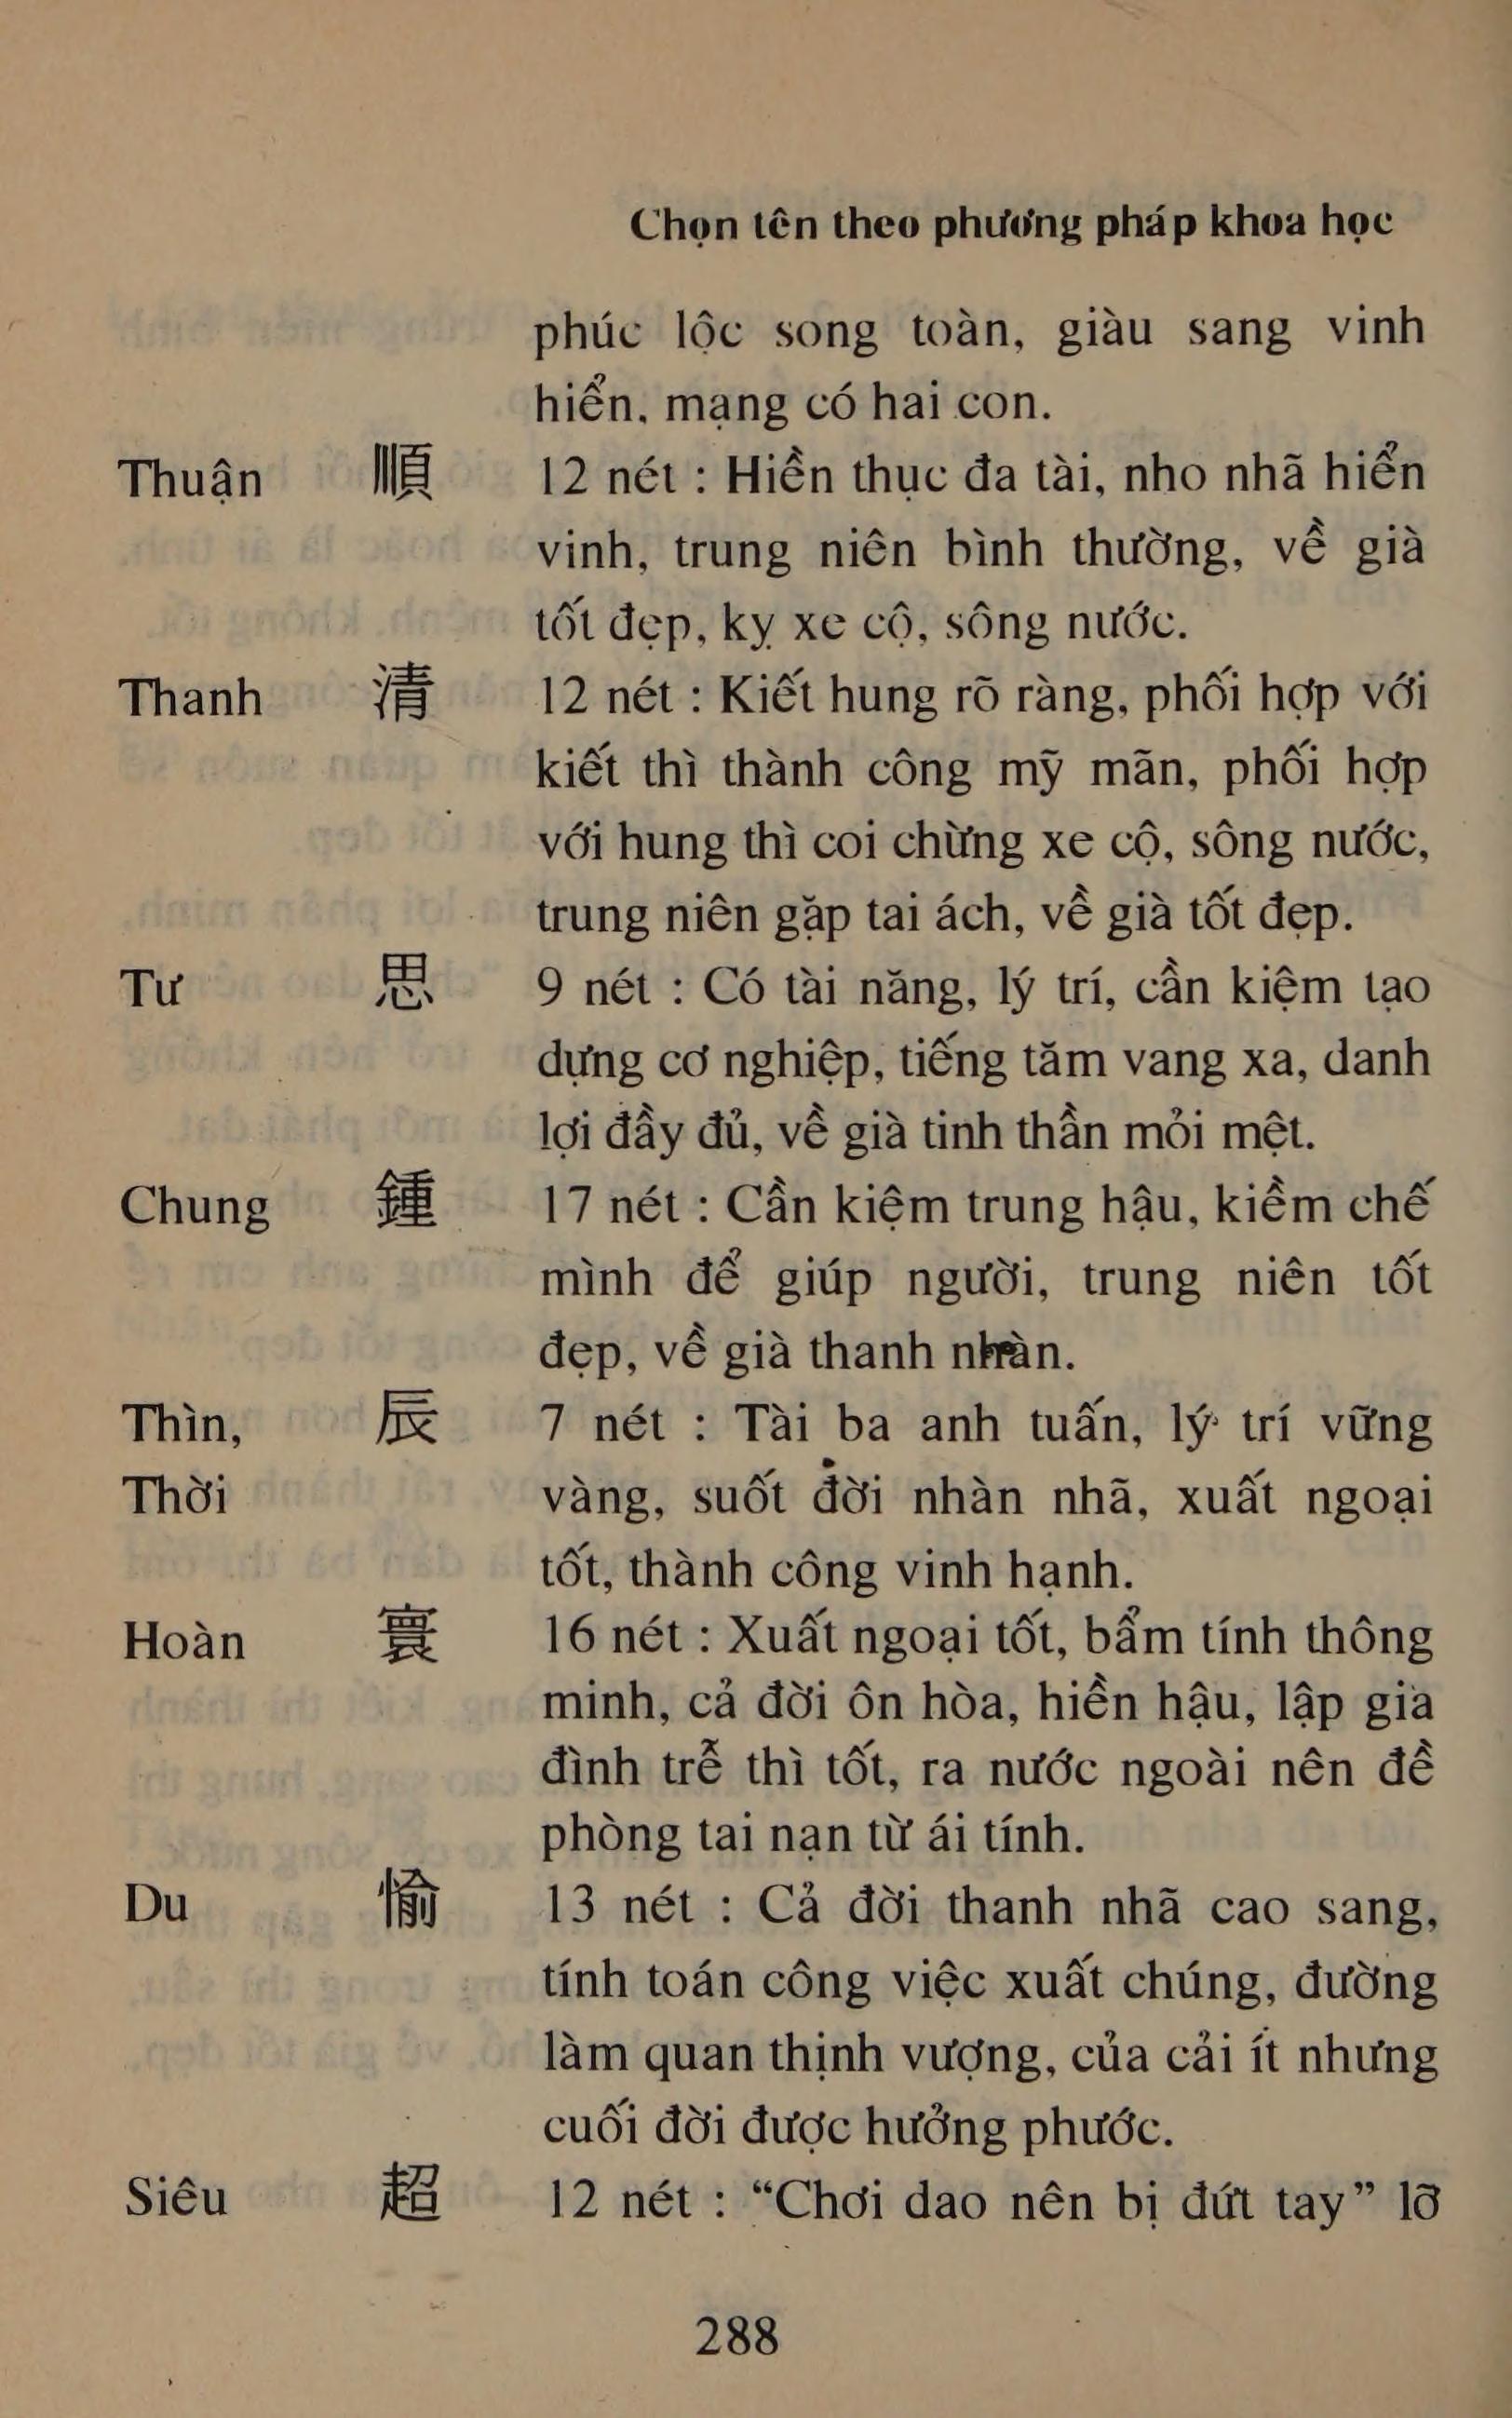 Chọn tên theo phương pháp khoa học
phúc lộc song toàn, giàu sang vinh
hiển, mạng có hai con.
Thuận 順 12 nét : Hiền thục đa tài, nho nhã hiển
vinh, trung niên bình thường, về già
tốt đẹp, kỵ xe cộ, sông nước.
Thanh 清 12 nét : Kiết hung rõ ràng, phối hợp với
kiết thì thành công mỹ mãn, phối hợp
với hung thì coi chừng xe cộ, sông nước,
trung niên gặp tai ách, về già tốt đẹp.
Tư 思 9 nét : Có tài năng, lý trí, cần kiệm tạo
dựng cơ nghiệp, tiếng tăm vang xa, danh
lợi đầy đủ, về già tinh thần mỏi mệt.
Chung 鍾 17 nét : Cần kiệm trung hậu, kiềm chế
mình để giúp người, trung niên tốt
đẹp, về già thanh nhàn.
Thìn, 辰 7 nét : Tài ba anh tuấn, lý trí vững
Thời vàng, suốt đời nhàn nhã, xuất ngoại
tốt, thành công vinh hạnh.
Hoàn 寰 16 nét : Xuất ngoại tốt, bẩm tính thông
minh, cả đời ôn hòa, hiền hậu, lập gia
đình trễ thì tốt, ra nước ngoài nên đề
phòng tai nạn từ ái tính.
Du 愉 13 nét : Cả đời thanh nhã cao sang,
tính toán công việc xuất chúng, đường
làm quan thịnh vượng, của cải ít nhưng
cuối đời được hưởng phước.
Siêu 超 12 nét : “Chơi dao nên bị đứt tay” lỡ
288